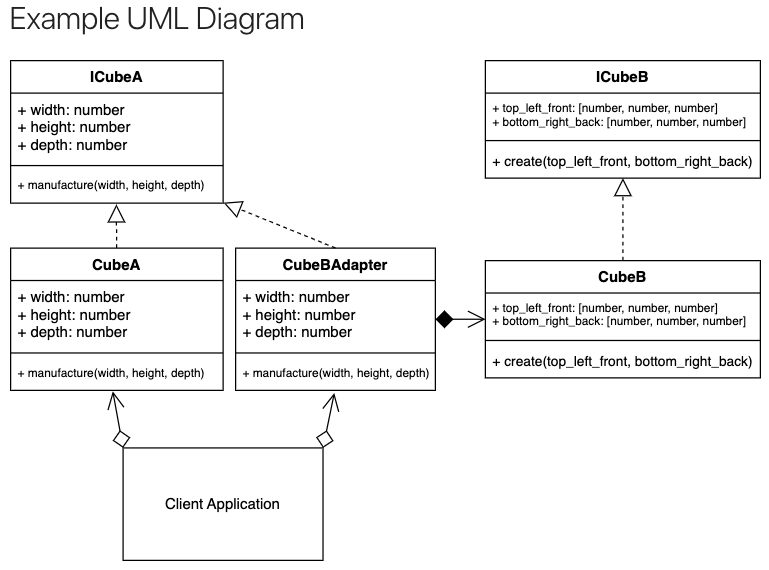 Example UML Diagram
ICubeA
+ width: number
+ height: number
+ depth: number
+ manufacture(width, height, depth)
ICubeB
+ top_left_front: [number, number, number]
+ bottom_right_back: [number, number, number]
+ create(top_left_front, bottom_right_back)
CubeA
+ width: number
+ height: number
+ depth: number
+ manufacture(width, height, depth)
CubeBAdapter
+ width: number
+ height: number
+ depth: number
+ manufacture(width, height, depth)
CubeB
+ top_left_front: [number, number, number]
+ bottom_right_back: [number, number, number]
+ create(top_left_front, bottom_right_back)
Client Application